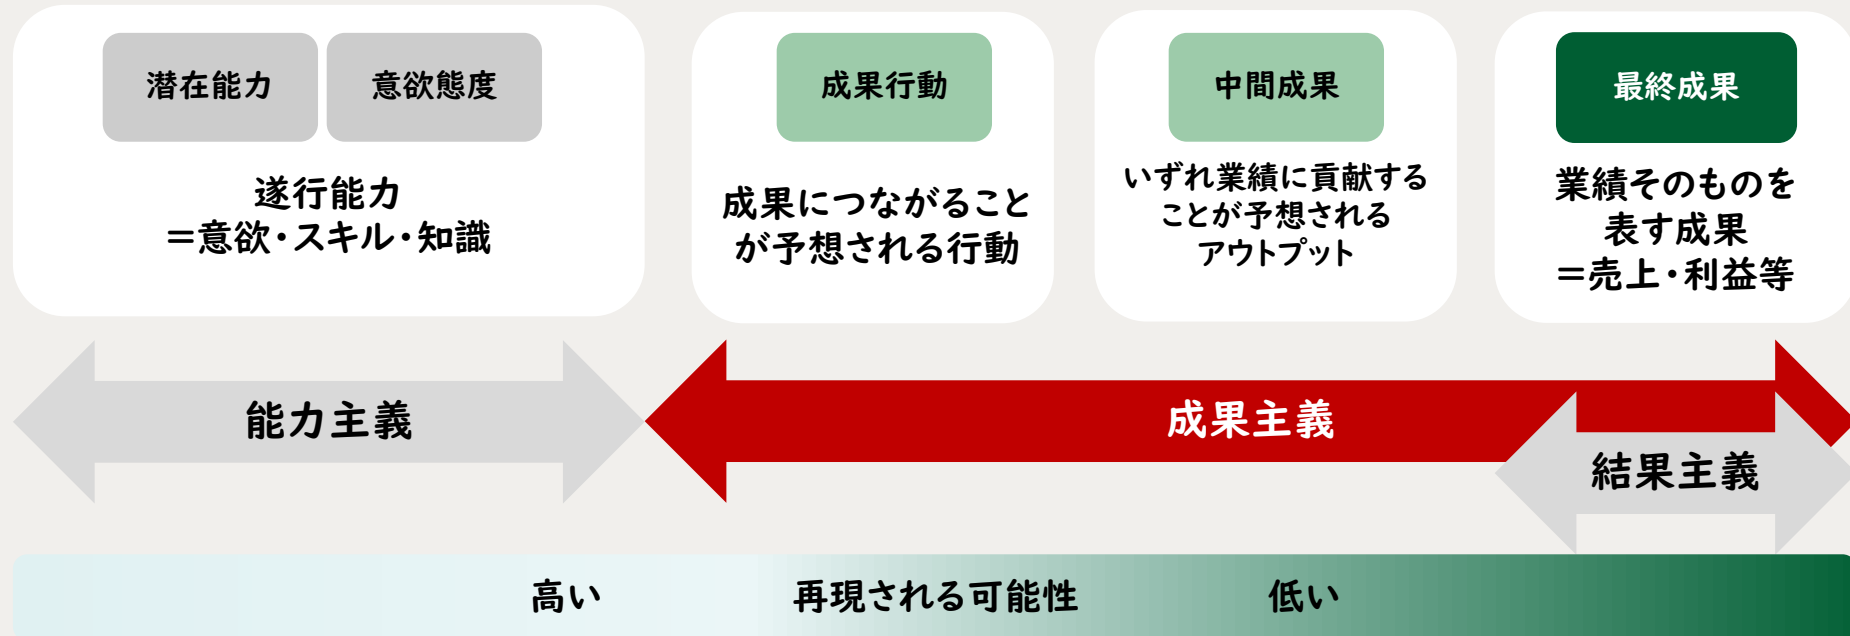 潜在能力
意欲態度
遂行能力
＝意欲・スキル・知識
成果行動
成果につながること
が予想される行動
中間成果
いずれ業績に貢献する
ことが予想される
アウトプット
最終成果
業績そのものを
表す成果
＝売上・利益等
能力主義
成果主義
結果主義
高い
再現される可能性
低い